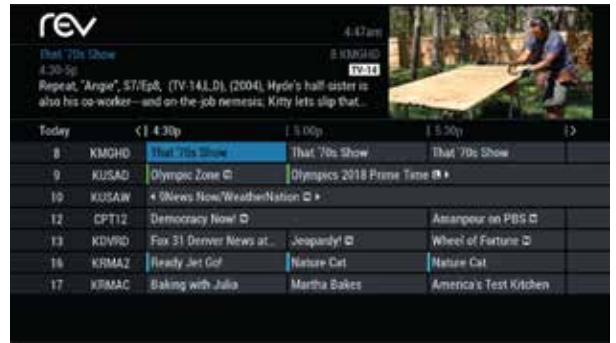 rev
4:47am
That '70s Show
8 KMGHD
4:30-5p
TV-14
Repeat, "Angie", S7/Ep8, (TV-14,L,D), (2004), Hyde's half-sister is
also his co-worker—and on-the-job nemesis; Kitty lets slip that...
Today 4:30p 5:00p 5:30p
8 KMGHD That '70s Show That '70s Show That '70s Show
9 KUSAD Olympic Zone Olympics 2018 Prime Time
10 KUSAW 9News Now/WeatherNation
12 CPT12 Democracy Now! Amanpour on PBS
13 KDVRD Fox 31 Denver News at... Jeopardy! Wheel of Fortune
16 KRMA2 Ready Jet Go! Nature Cat Nature Cat
17 KRMAC Baking with Julia Martha Bakes America's Test Kitchen